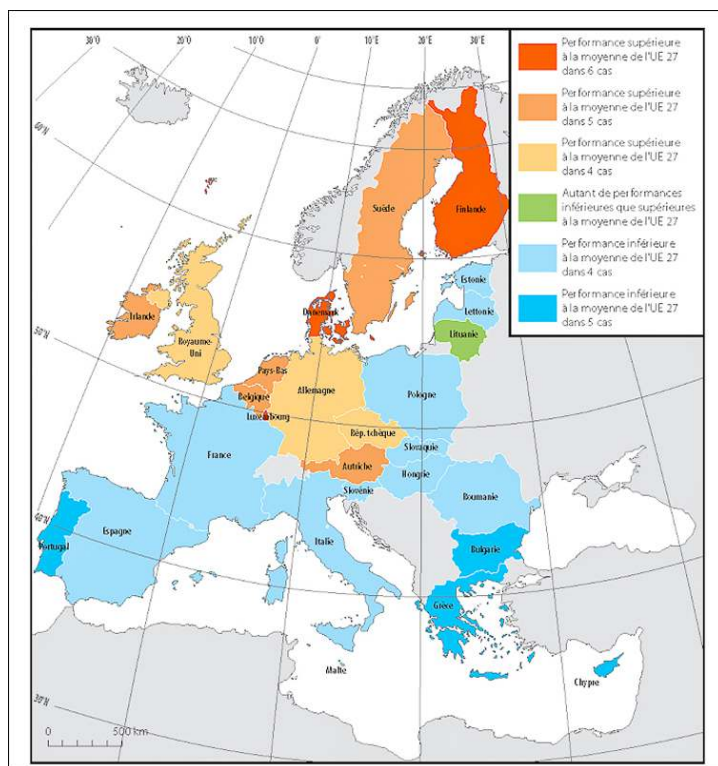 30°O
20°O
10°O
0°
10°E
20°E
30°E
Performance supérieure
à la moyenne de l'UE 27
dans 6 cas
Performance supérieure
à la moyenne de l'UE 27
dans 5 cas
Performance supérieure
à la moyenne de l'UE 27
dans 4 cas
Autant de performances
inférieures que supérieures
à la moyenne de l'UE 27
Performance inférieure
à la moyenne de l'UE 27
dans 4 cas
Performance inférieure
à la moyenne de l'UE 27
dans 5 cas
60°N
Suède
Finlande
Estonie
Lettonie
Danemark
Lituanie
Irlande
Royaume-
Uni
50°N
Pays-Bas
Belgique
Allemagne
Pologne
Luxembourg
Rép. tchèque
Slovaquie
France
Autriche
Hongrie
Slovénie
Roumanie
40°N
Espagne
Portugal
Italie
Bulgarie
Grèce
Malte
Chypre
30°N
0
500 km